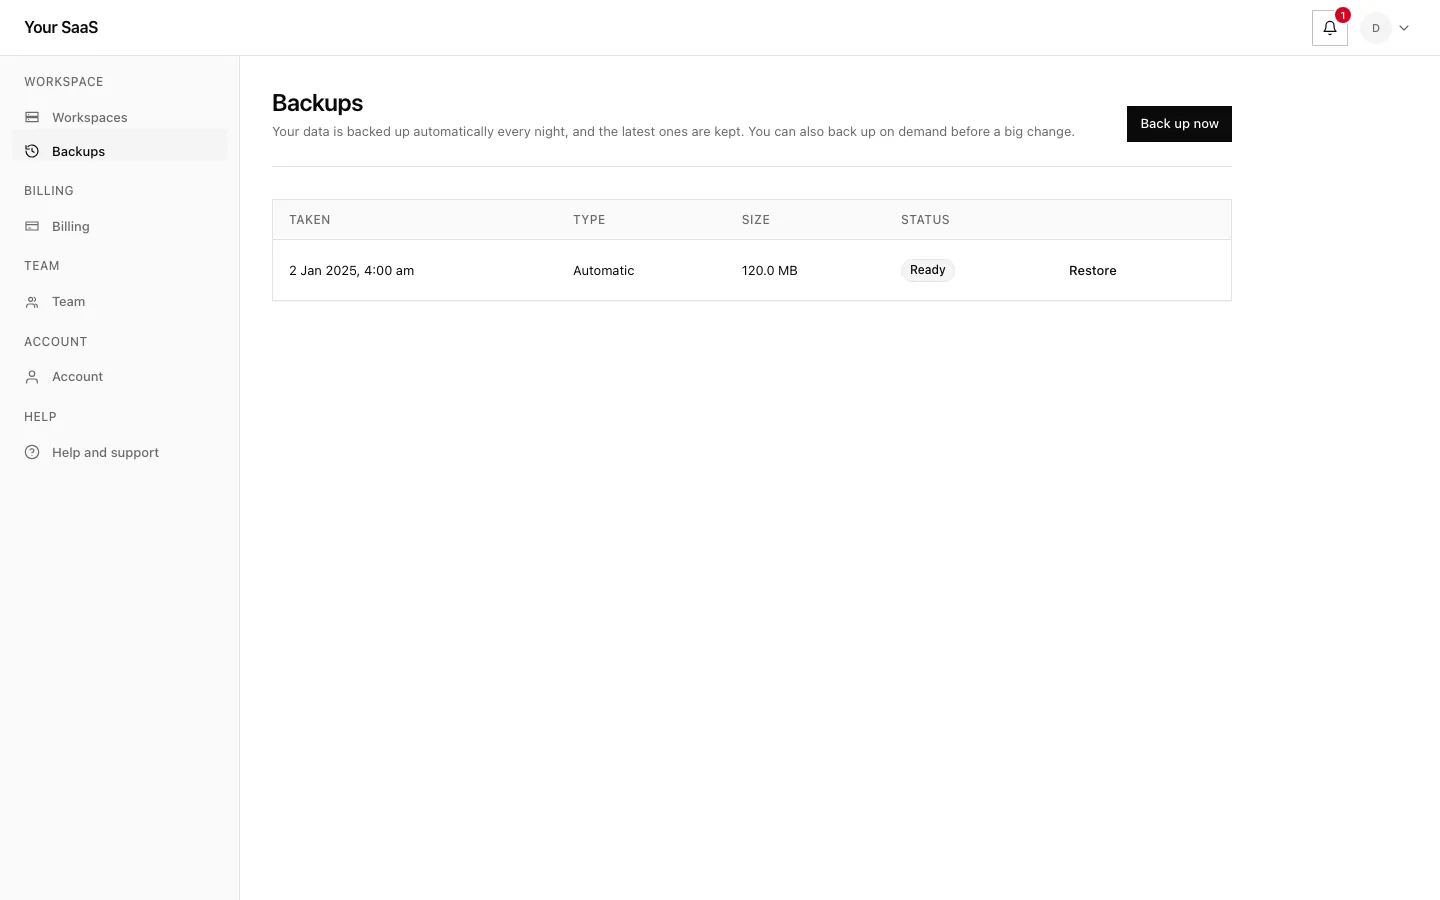 Your SaaS
1
D
WORKSPACE
Workspaces
Backups
BILLING
Billing
TEAM
Team
ACCOUNT
Account
HELP
Help and support
Backups
Your data is backed up automatically every night, and the latest ones are kept. You can also back up on demand before a big change.
Back up now
TAKEN TYPE SIZE STATUS
2 Jan 2025, 4:00 am Automatic 120.0 MB Ready Restore